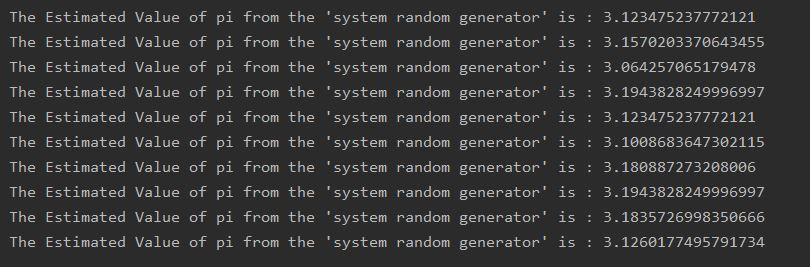 The Estimated Value of pi from the 'system random generator' is : 3.123475237772121
The Estimated Value of pi from the 'system random generator' is : 3.1570203370643455
The Estimated Value of pi from the 'system random generator' is : 3.064257065179478
The Estimated Value of pi from the 'system random generator' is : 3.1943828249996997
The Estimated Value of pi from the 'system random generator' is : 3.123475237772121
The Estimated Value of pi from the 'system random generator' is : 3.1008683647302115
The Estimated Value of pi from the 'system random generator' is : 3.180887273208006
The Estimated Value of pi from the 'system random generator' is : 3.1943828249996997
The Estimated Value of pi from the 'system random generator' is : 3.1835726998350666
The Estimated Value of pi from the 'system random generator' is : 3.1260177495791734